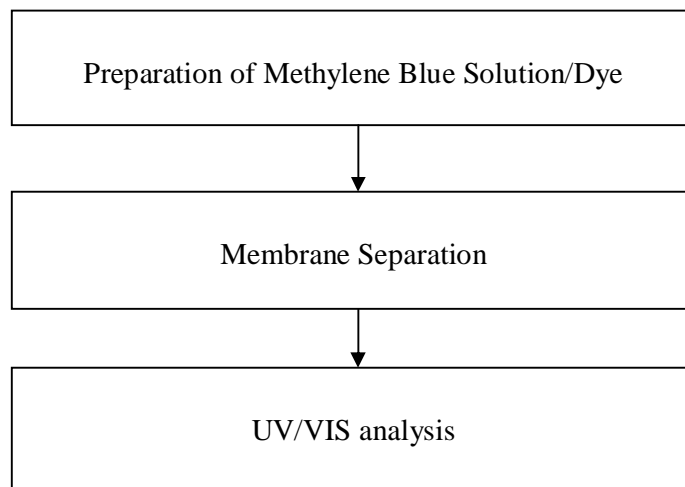 Preparation of Methylene Blue Solution/Dye
Membrane Separation
UV/VIS analysis